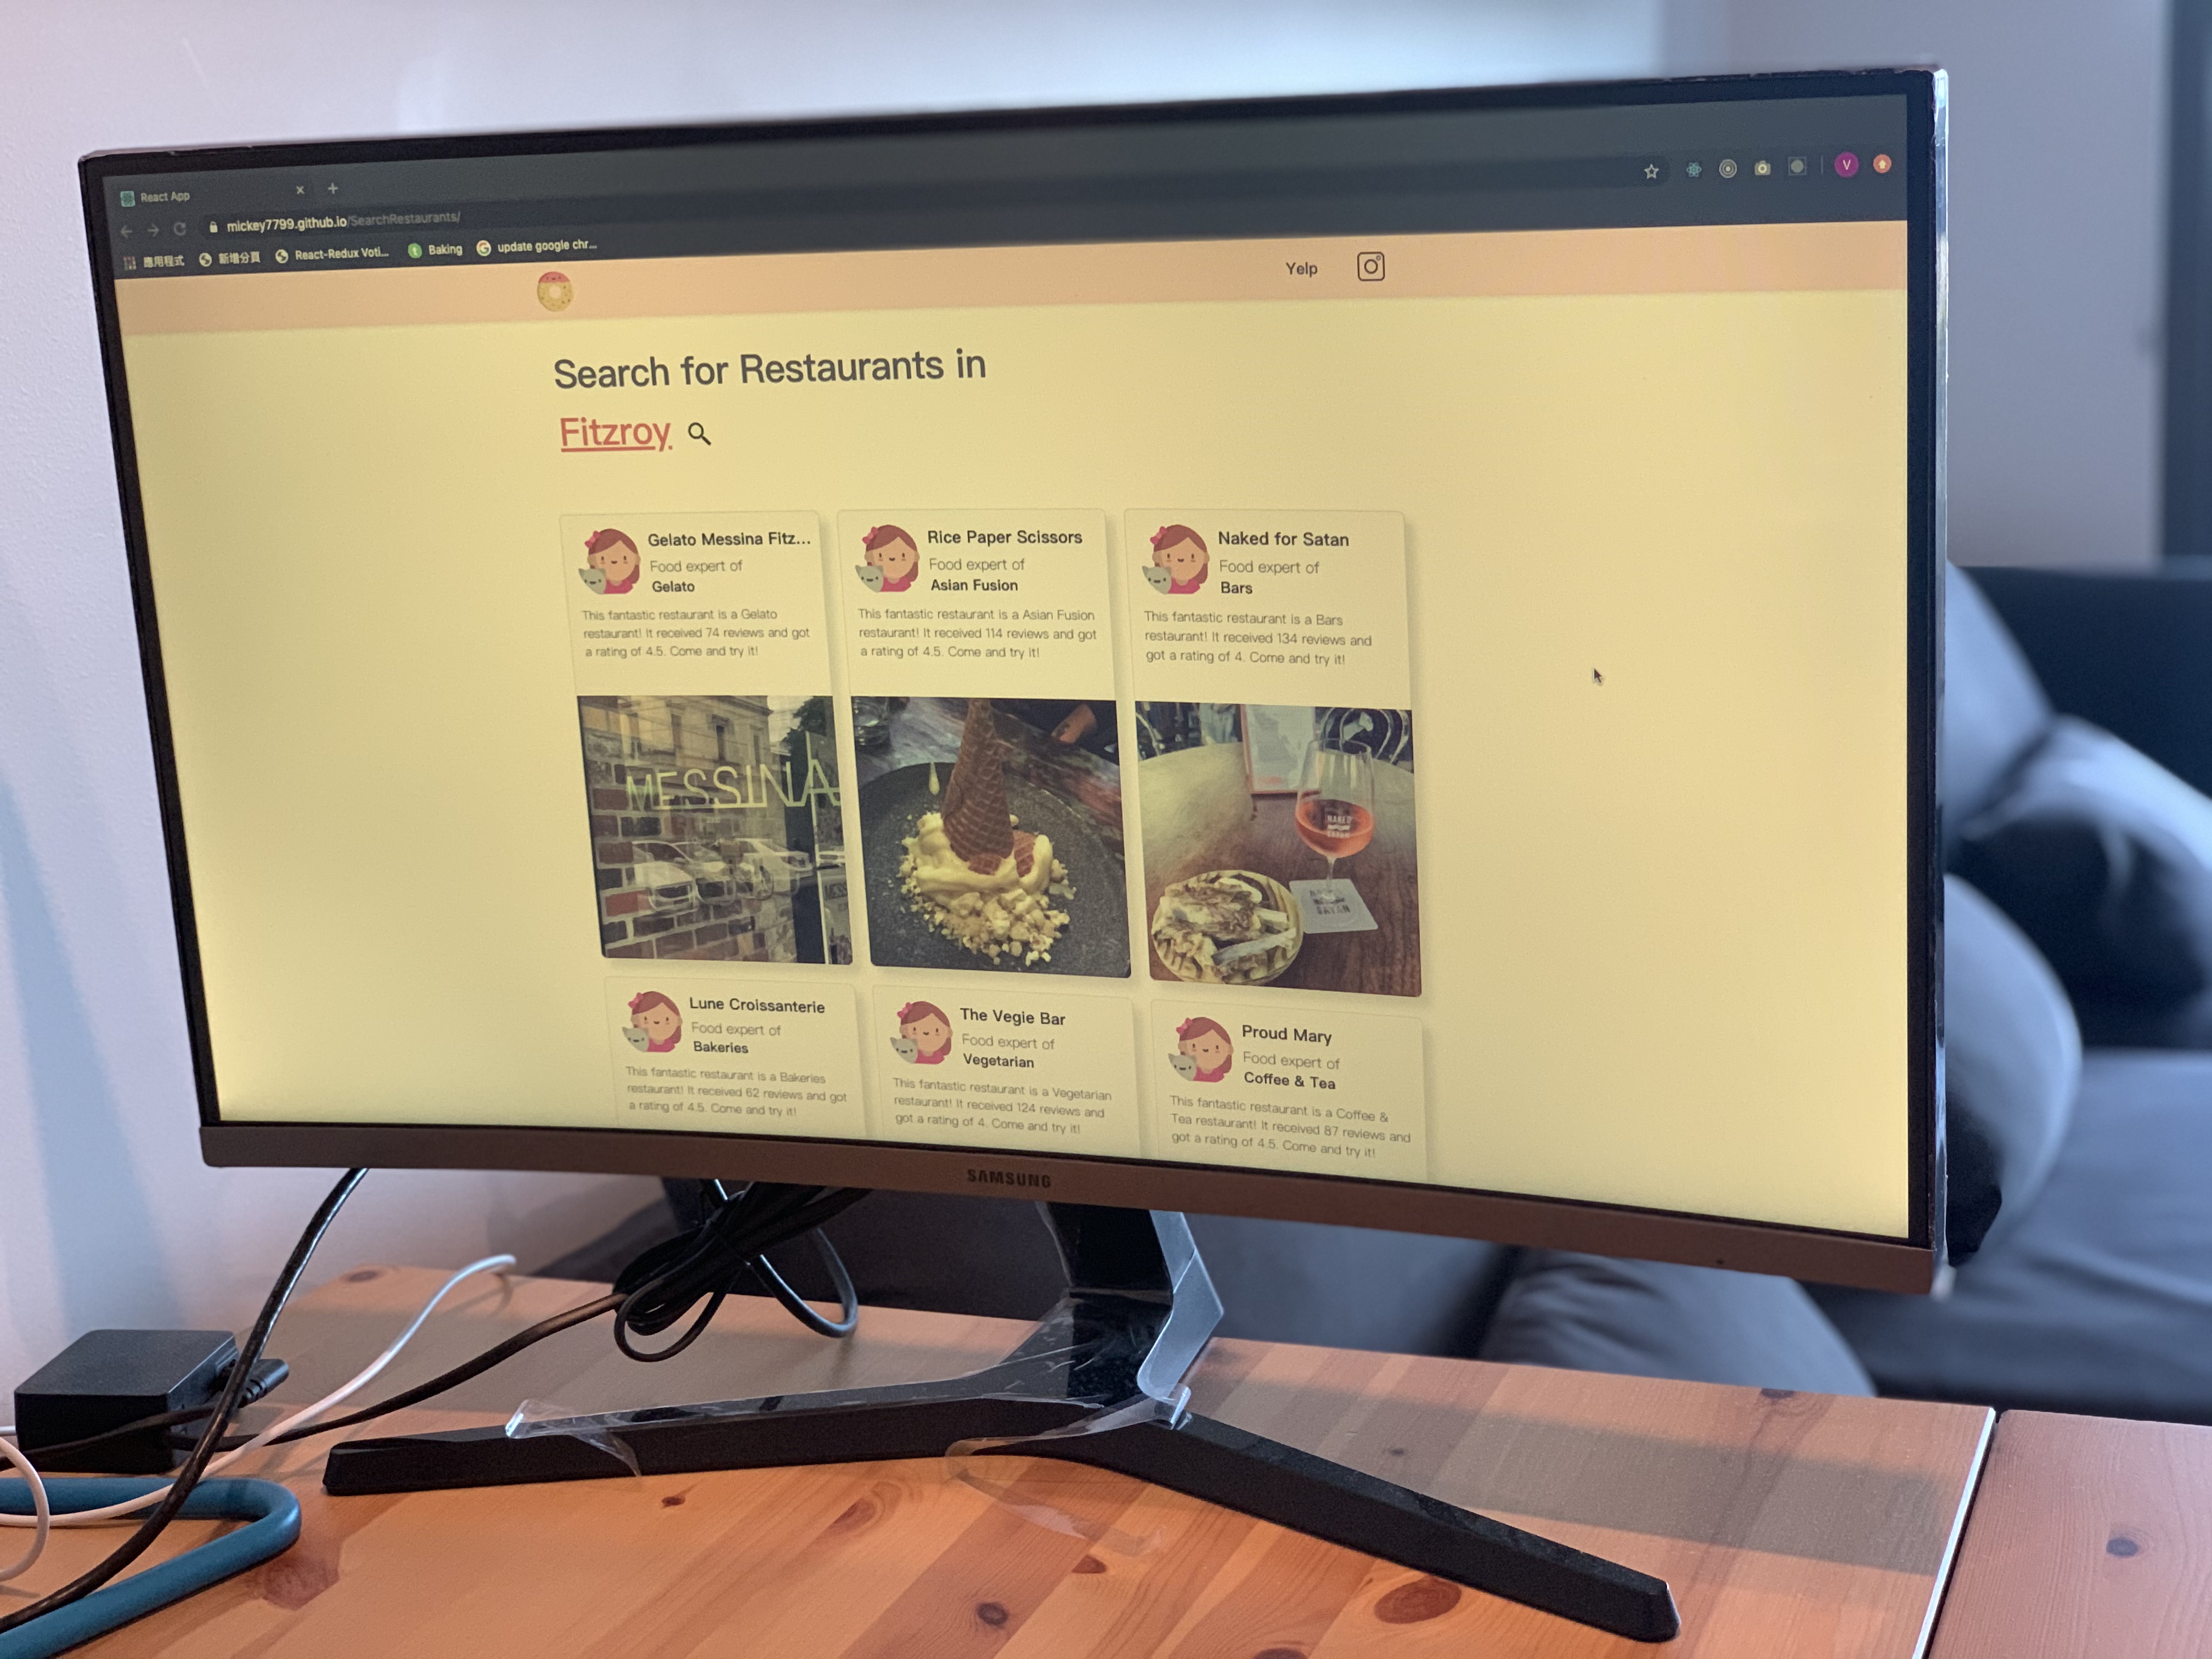 React App
mickey7799.github.io/SearchRestaurants/
V
應用程式
新增分頁
React-Redux Voti...
t
Baking
G
update google chr...
Yelp
Search for Restaurants in
Fitzroy.
Gelato Messina Fitz...
Food expert of
Gelato
This fantastic restaurant is a Gelato
restaurant! It received 74 reviews and got
a rating of 4.5. Come and try it!
MESSINA
Rice Paper Scissors
Food expert of
Asian Fusion
This fantastic restaurant is a Asian Fusion
restaurant! It received 114 reviews and got
a rating of 4.5. Come and try it!
Naked for Satan
Food expert of
Bars
This fantastic restaurant is a Bars
restaurant! It received 134 reviews and
got a rating of 4. Come and try it!
NAKED
SATAN
Lune Croissanterie
Food expert of
Bakeries
This fantastic restaurant is a Bakeries
restaurant! It received 62 reviews and got
a rating of 4.5. Come and try it!
The Vegie Bar
Food expert of
Vegetarian
This fantastic restaurant is a Vegetarian
restaurant! It received 124 reviews and
got a rating of 4. Come and try it!
Proud Mary
Food expert of
Coffee & Tea
This fantastic restaurant is a Coffee &
Tea restaurant! It received 87 reviews and
got a rating of 4.5. Come and try it!
SAMSUNG